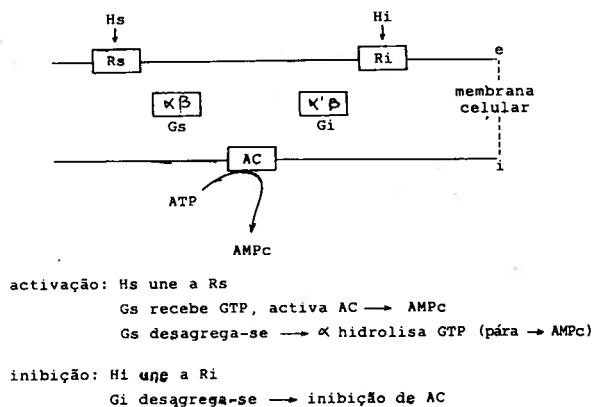 Hs Hi
Rs Ri e
αβ α'β membrana
Gs Gi celular
AC i
ATP
AMPc
activação: Hs une a Rs
Gs recebe GTP, activa AC → AMPc
Gs desagrega-se → α hidrolisa GTP (pára → AMPc)
inibição: Hi une a Ri
Gi desagrega-se → inibição de AC